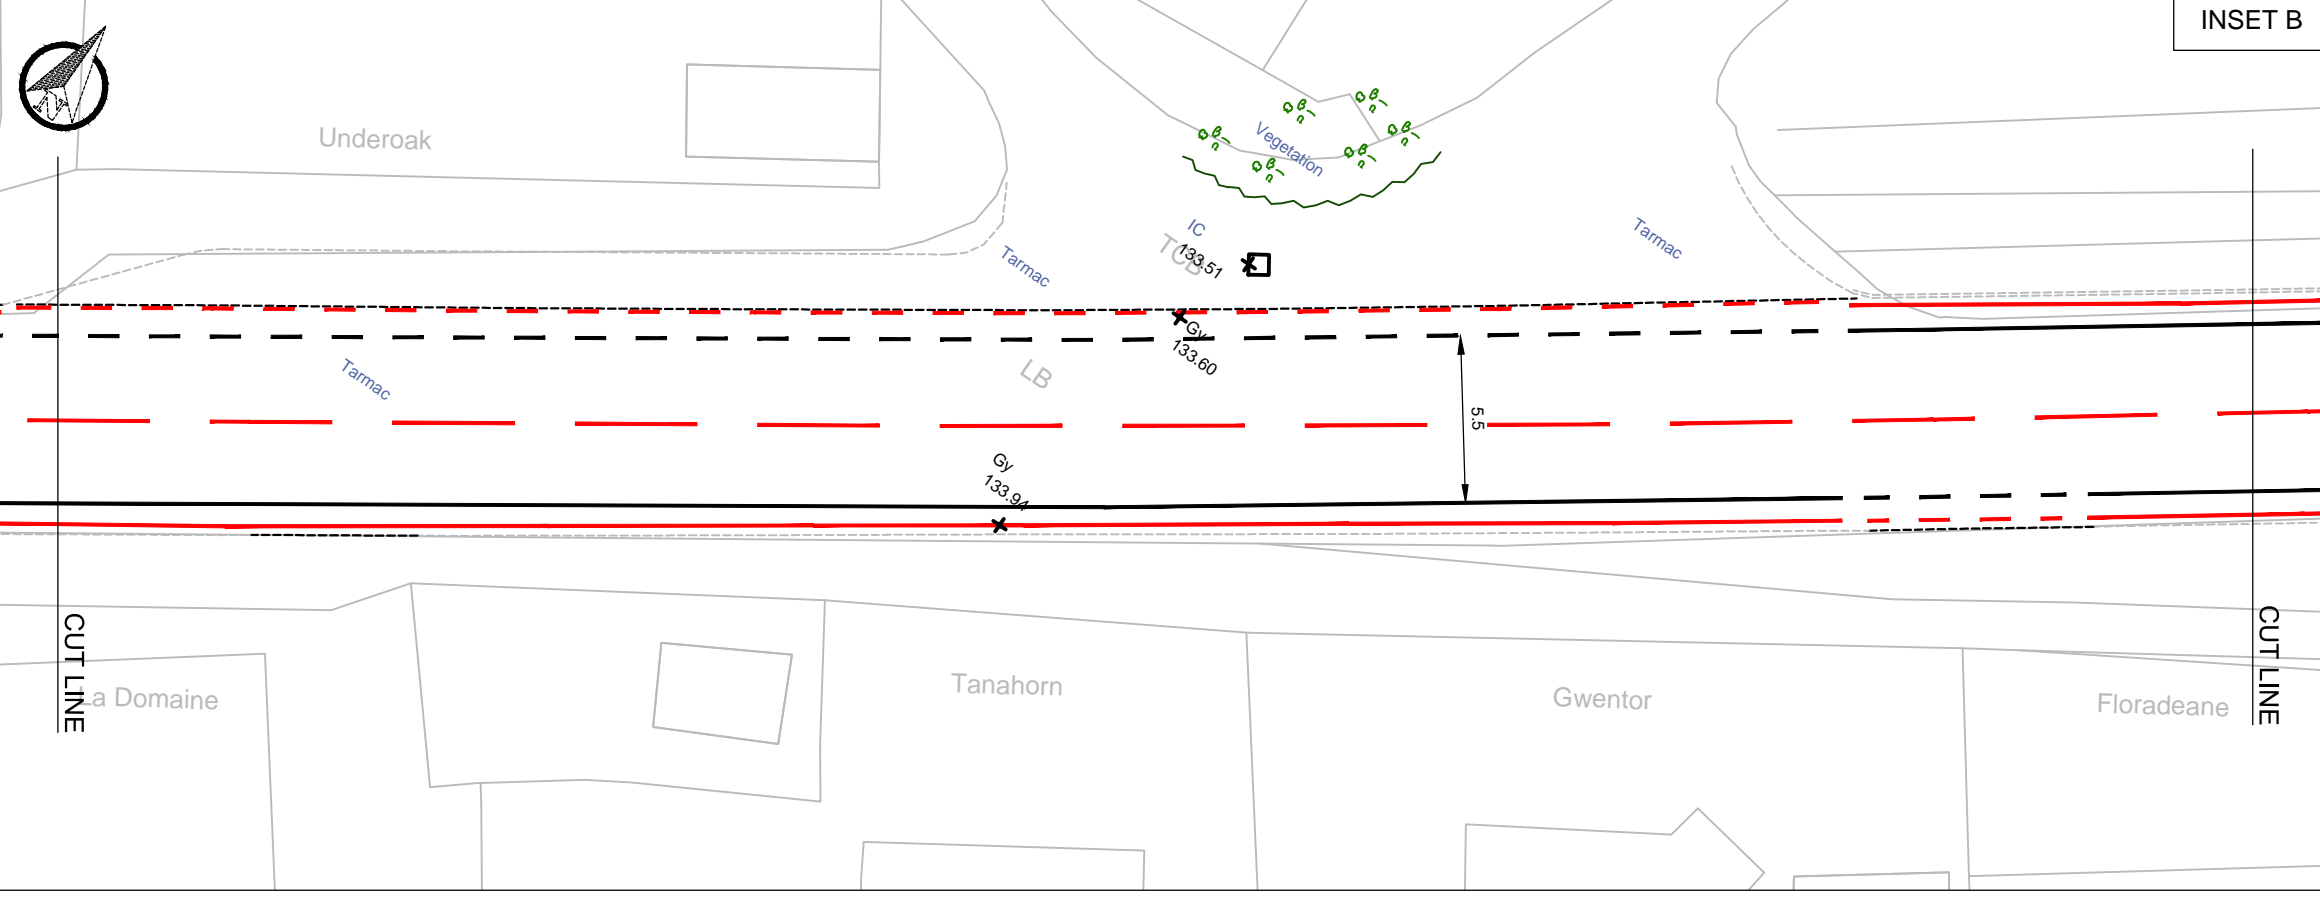 INSET B
Underoak
Vegetation
IC
TCB
133.51
Tarmac
Tarmac
Gy
133.60
LB
Tarmac
5.5
Gy
133.94
CUT LINE
CUT LINE
La Domaine
Tanahorn
Gwentor
Floradeane